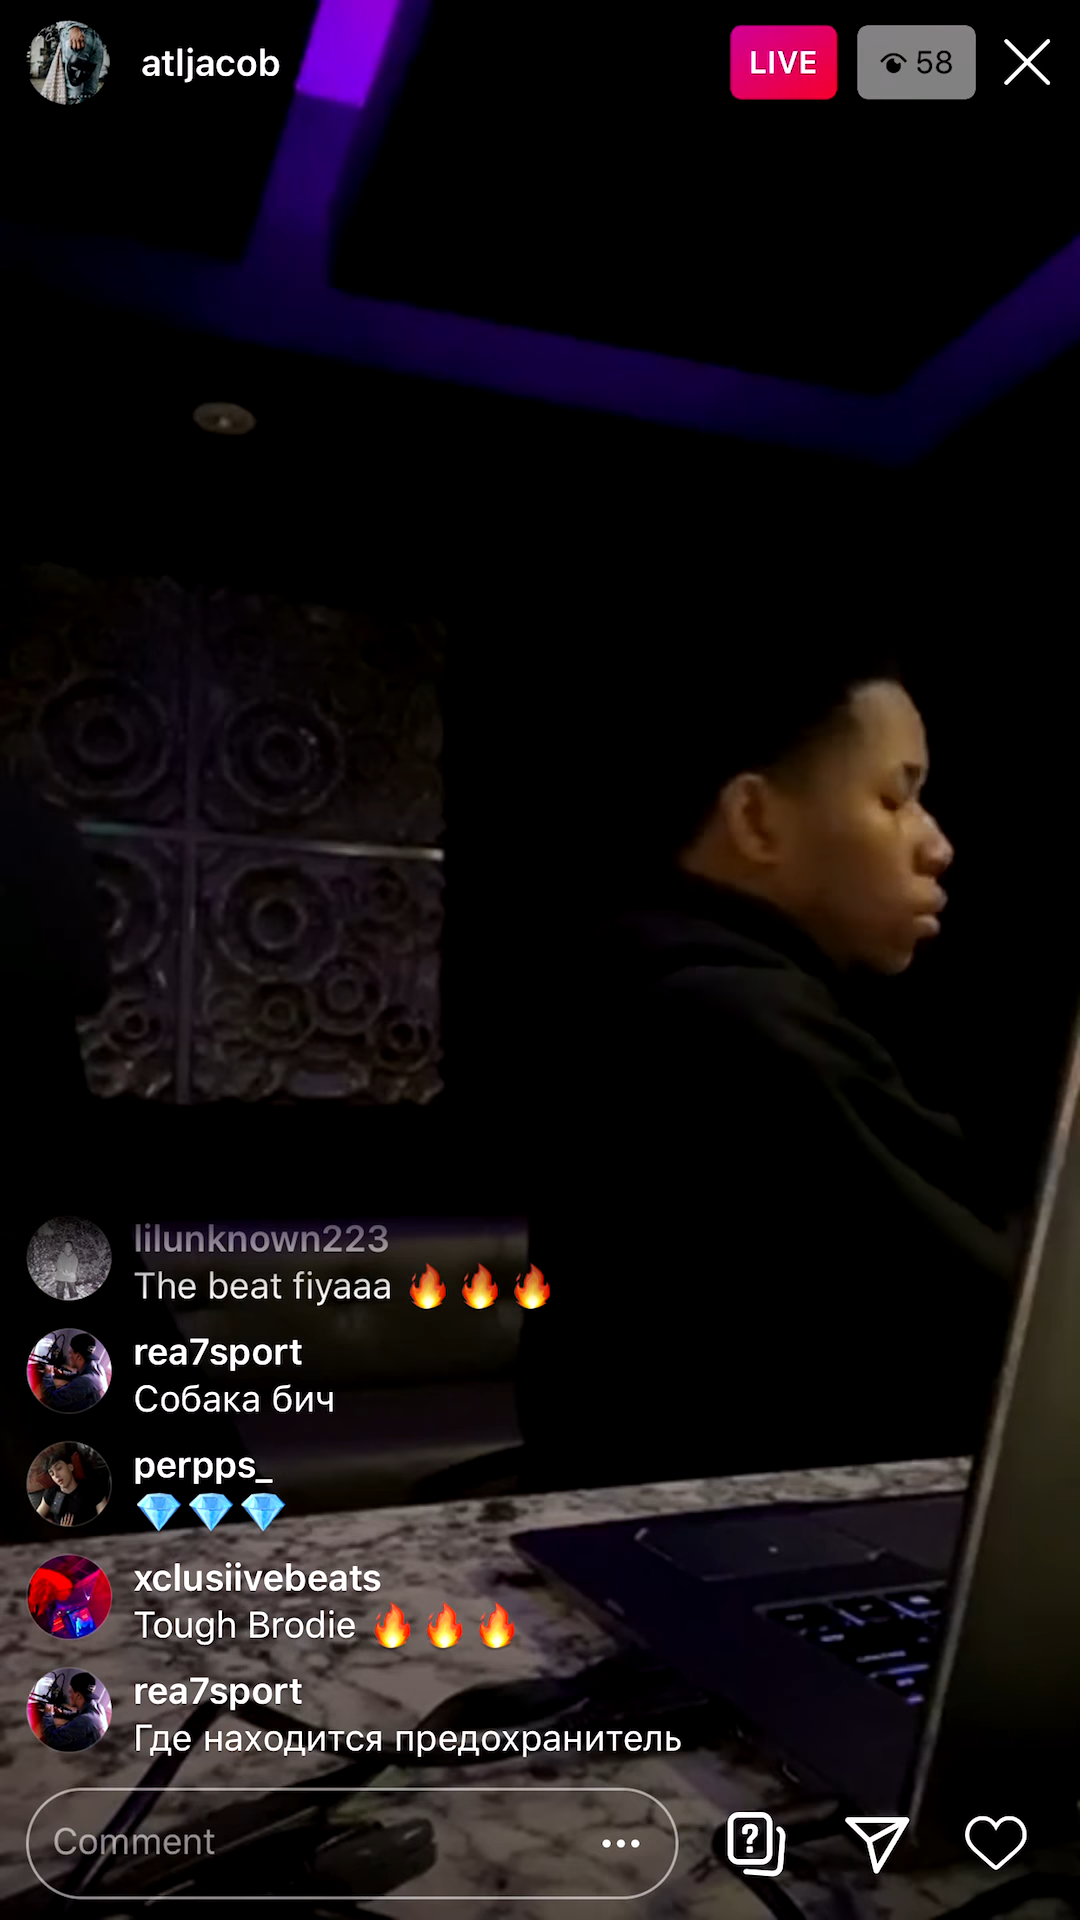 atljacob
LIVE
58
lilunknown223
The beat fiyaaa 🔥🔥🔥
rea7sport
Собака бич
perpps_
💎💎💎
xclusiivebeats
Tough Brodie 🔥🔥🔥
rea7sport
Где находится предохранитель
Comment